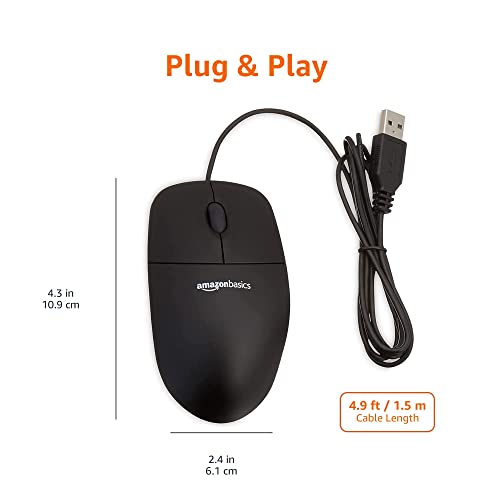 Plug & Play
amazonbasics
4.3 in
10.9 cm
4.9 ft / 1.5 m
Cable Length
2.4 in
6.1 cm